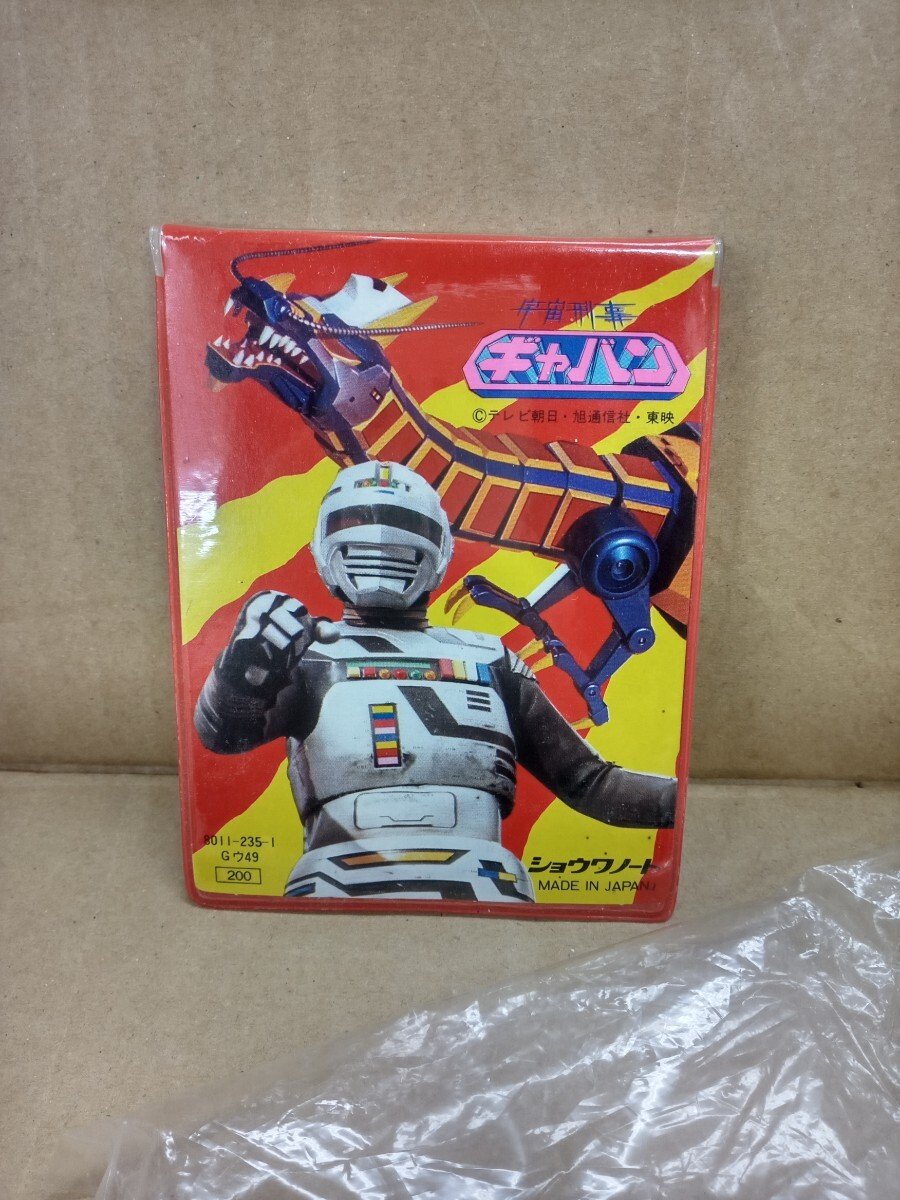 宇宙刑事
ギャバン
©テレビ朝日・旭通信社・東映
8011-235-1
Gウ49
200
ショウワノート
MADE IN JAPAN